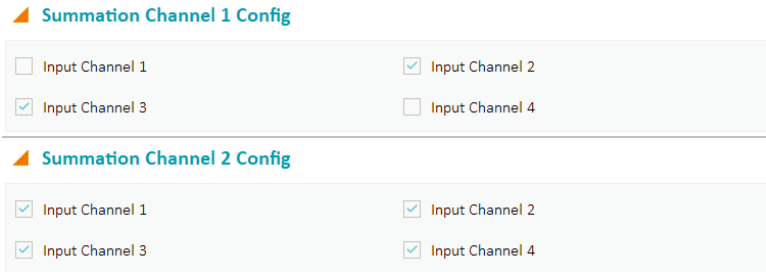 Summation Channel 1 Config
Input Channel 1 Input Channel 2
Input Channel 3 Input Channel 4
Summation Channel 2 Config
Input Channel 1 Input Channel 2
Input Channel 3 Input Channel 4